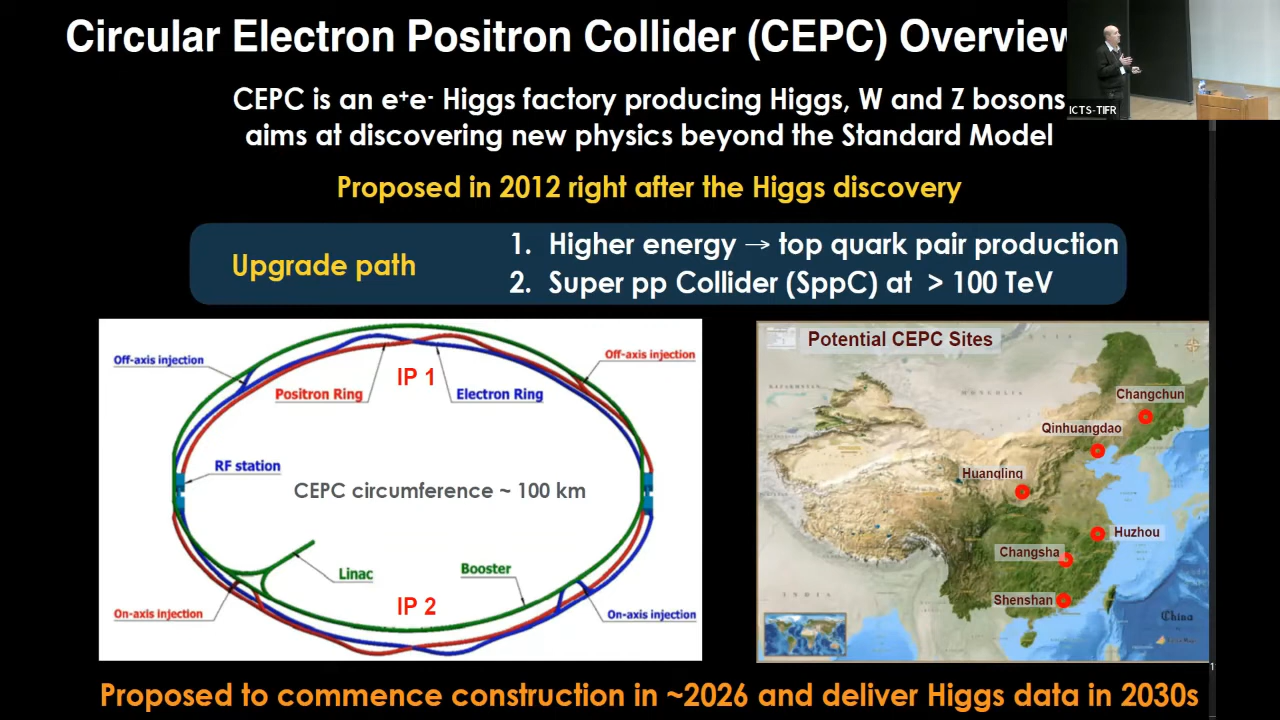 Circular Electron Positron Collider (CEPC) Overview
ICTS-TIFR
CEPC is an e⁺e⁻ Higgs factory producing Higgs, W and Z bosons
aims at discovering new physics beyond the Standard Model
Proposed in 2012 right after the Higgs discovery
Upgrade path
1. Higher energy → top quark pair production
2. Super pp Collider (SppC) at > 100 TeV
Off-axis injection
Off-axis injection
IP 1
Positron Ring
Electron Ring
RF station
CEPC circumference ~ 100 km
Linac
Booster
IP 2
On-axis injection
On-axis injection
Potential CEPC Sites
MONGOLIA
Changchun
Qinhuangdao
Huangling
Huzhou
Changsha
Shenshan
INDIA
China
Proposed to commence construction in ~2026 and deliver Higgs data in 2030s